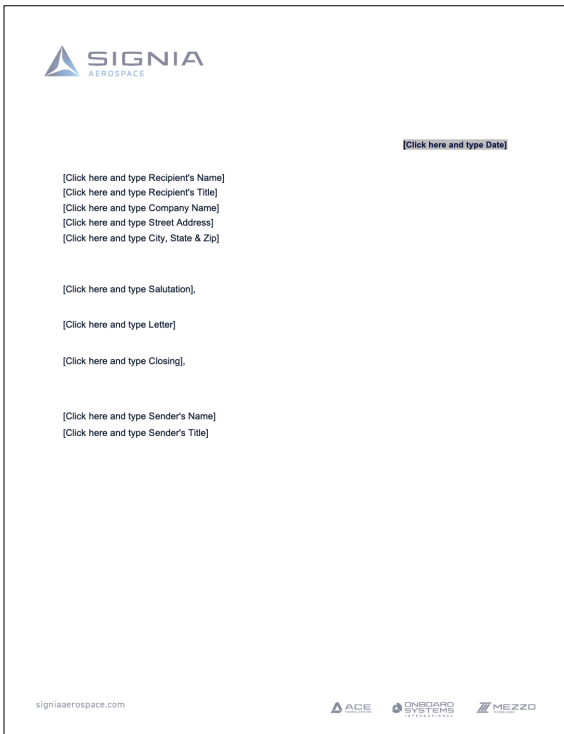 SIGNIA
AEROSPACE
[Click here and type Date]
[Click here and type Recipient's Name]
[Click here and type Recipient's Title]
[Click here and type Company Name]
[Click here and type Street Address]
[Click here and type City, State & Zip]
[Click here and type Salutation],
[Click here and type Letter]
[Click here and type Closing],
[Click here and type Sender's Name]
[Click here and type Sender's Title]
signiaaerospace.com
ACE
ONBOARD
SYSTEMS
INTERNATIONAL
MEZZO